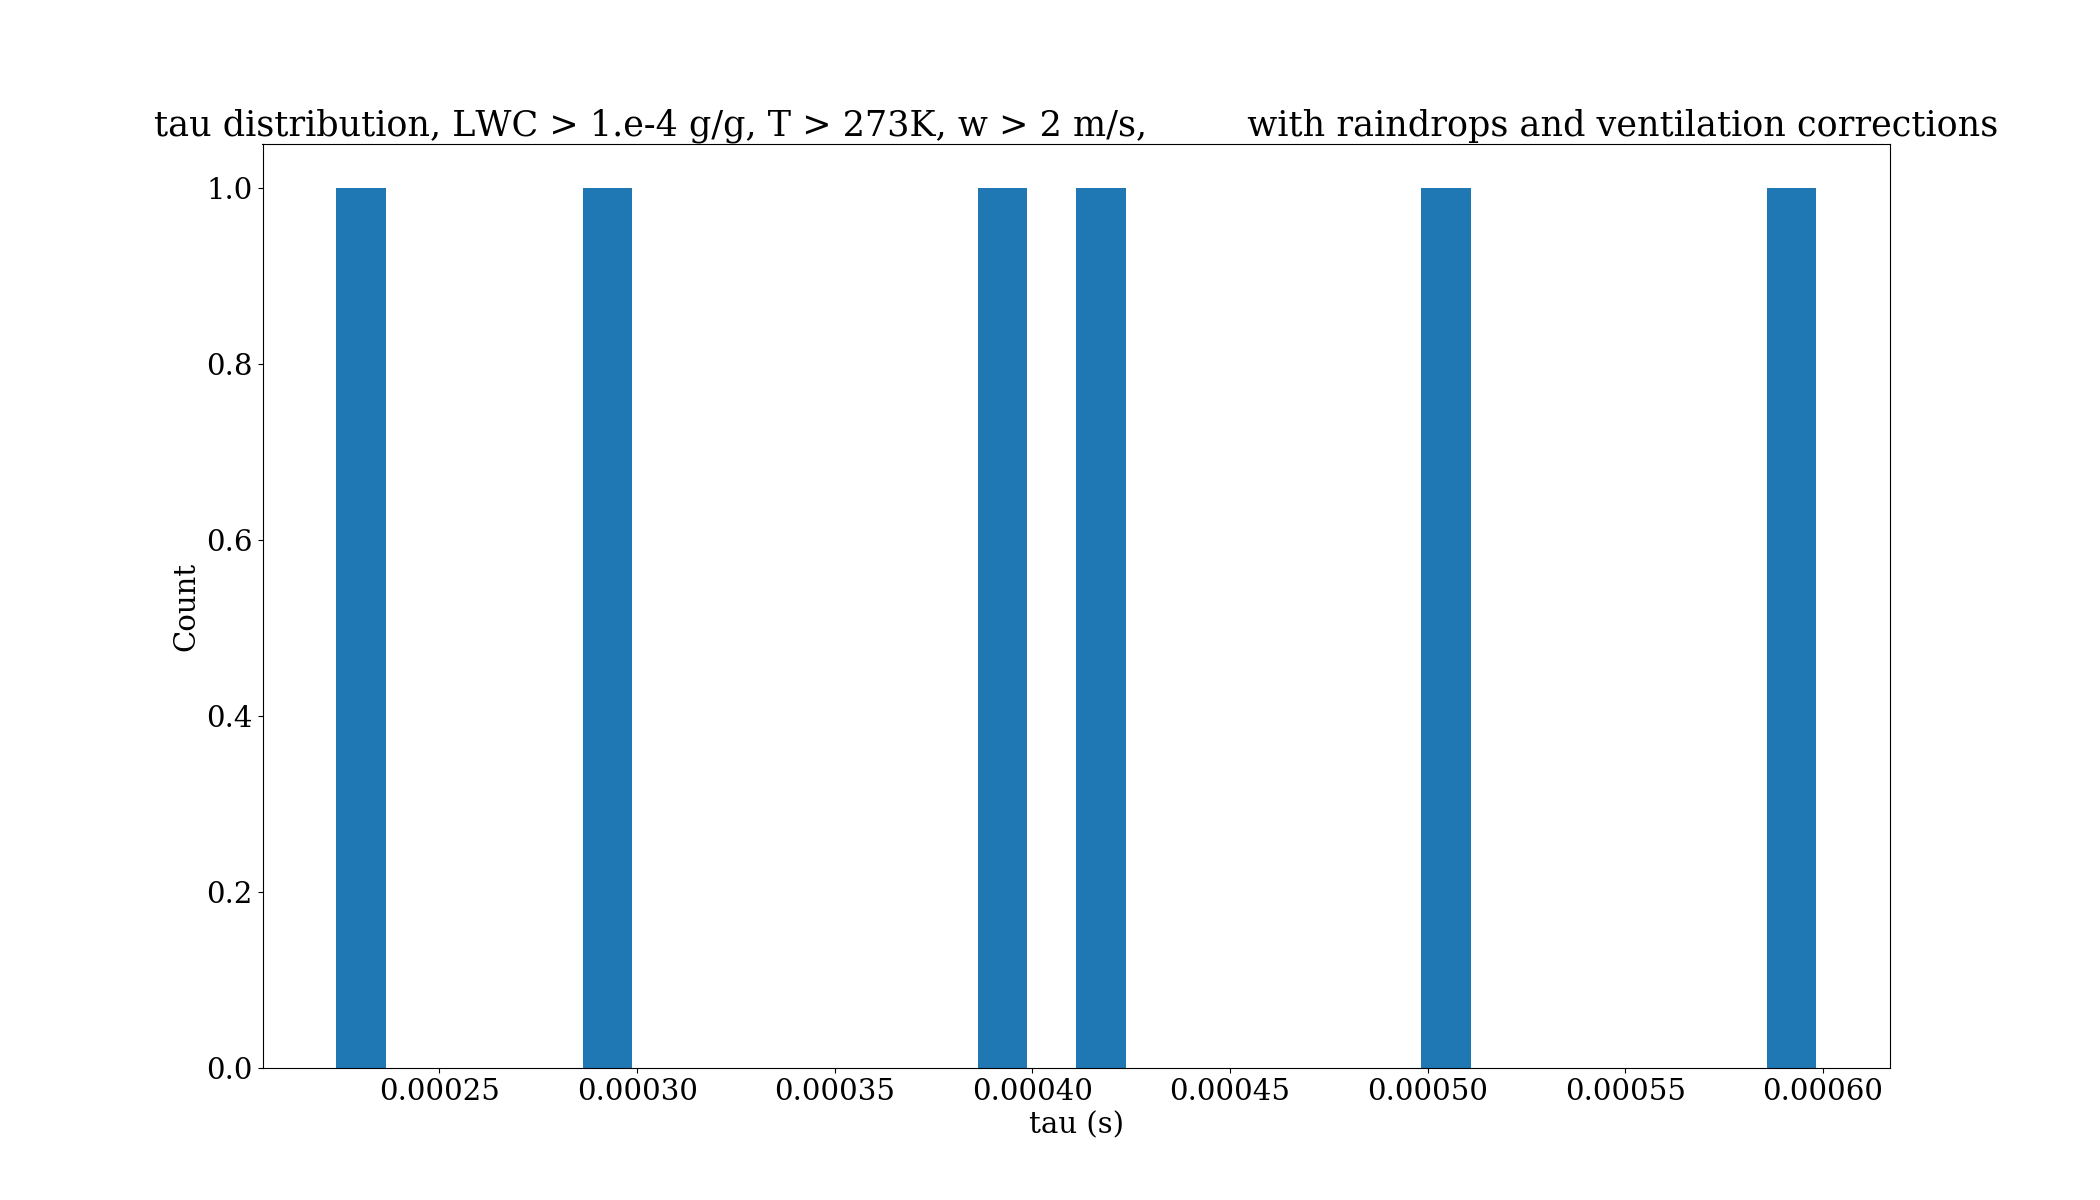 tau distribution, LWC > 1.e-4 g/g, T > 273K, w > 2 m/s,         with raindrops and ventilation corrections
1.0
0.8
0.6
0.4
0.2
0.0
Count
0.00025 0.00030 0.00035 0.00040 0.00045 0.00050 0.00055 0.00060
tau (s)